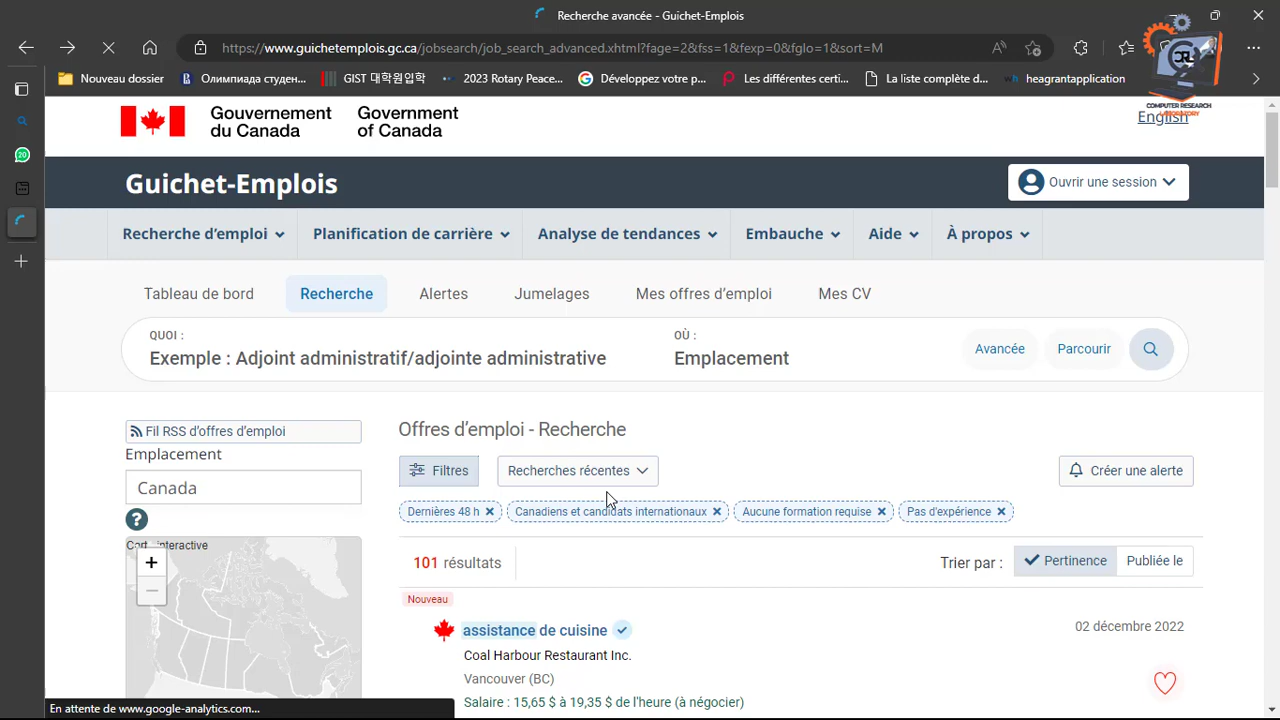 Recherche avancée - Guichet-Emplois
https://www.guichetemplois.gc.ca/jobsearch/job_search_advanced.xhtml?fage=2&fss=1&fexp=0&fglo=1&sort=M
Nouveau dossier
Олимпиада студен...
GIST 대학원입학
2023 Rotary Peace...
Développez votre p...
Les différentes certi...
La liste complète d...
heagrantapplication
COMPUTER RESEARCH
LABORATORY
Gouvernement
du Canada
Government
of Canada
English
20
Guichet-Emplois
Ouvrir une session
Recherche d’emploi
Planification de carrière
Analyse de tendances
Embauche
Aide
À propos
Tableau de bord
Recherche
Alertes
Jumelages
Mes offres d’emploi
Mes CV
QUOI :
Exemple : Adjoint administratif/adjointe administrative
OÙ :
Emplacement
Avancée
Parcourir
Fil RSS d’offres d’emploi
Emplacement
Canada
?
+
−
Offres d’emploi - Recherche
Filtres
Recherches récentes
Créer une alerte
Dernières 48 h ×
Canadiens et candidats internationaux ×
Aucune formation requise ×
Pas d'expérience ×
101 résultats
Trier par :
Pertinence
Publiée le
Nouveau
assistance de cuisine
02 décembre 2022
Coal Harbour Restaurant Inc.
Vancouver (BC)
Salaire : 15,65 $ à 19,35 $ de l'heure (à négocier)
En attente de www.google-analytics.com...